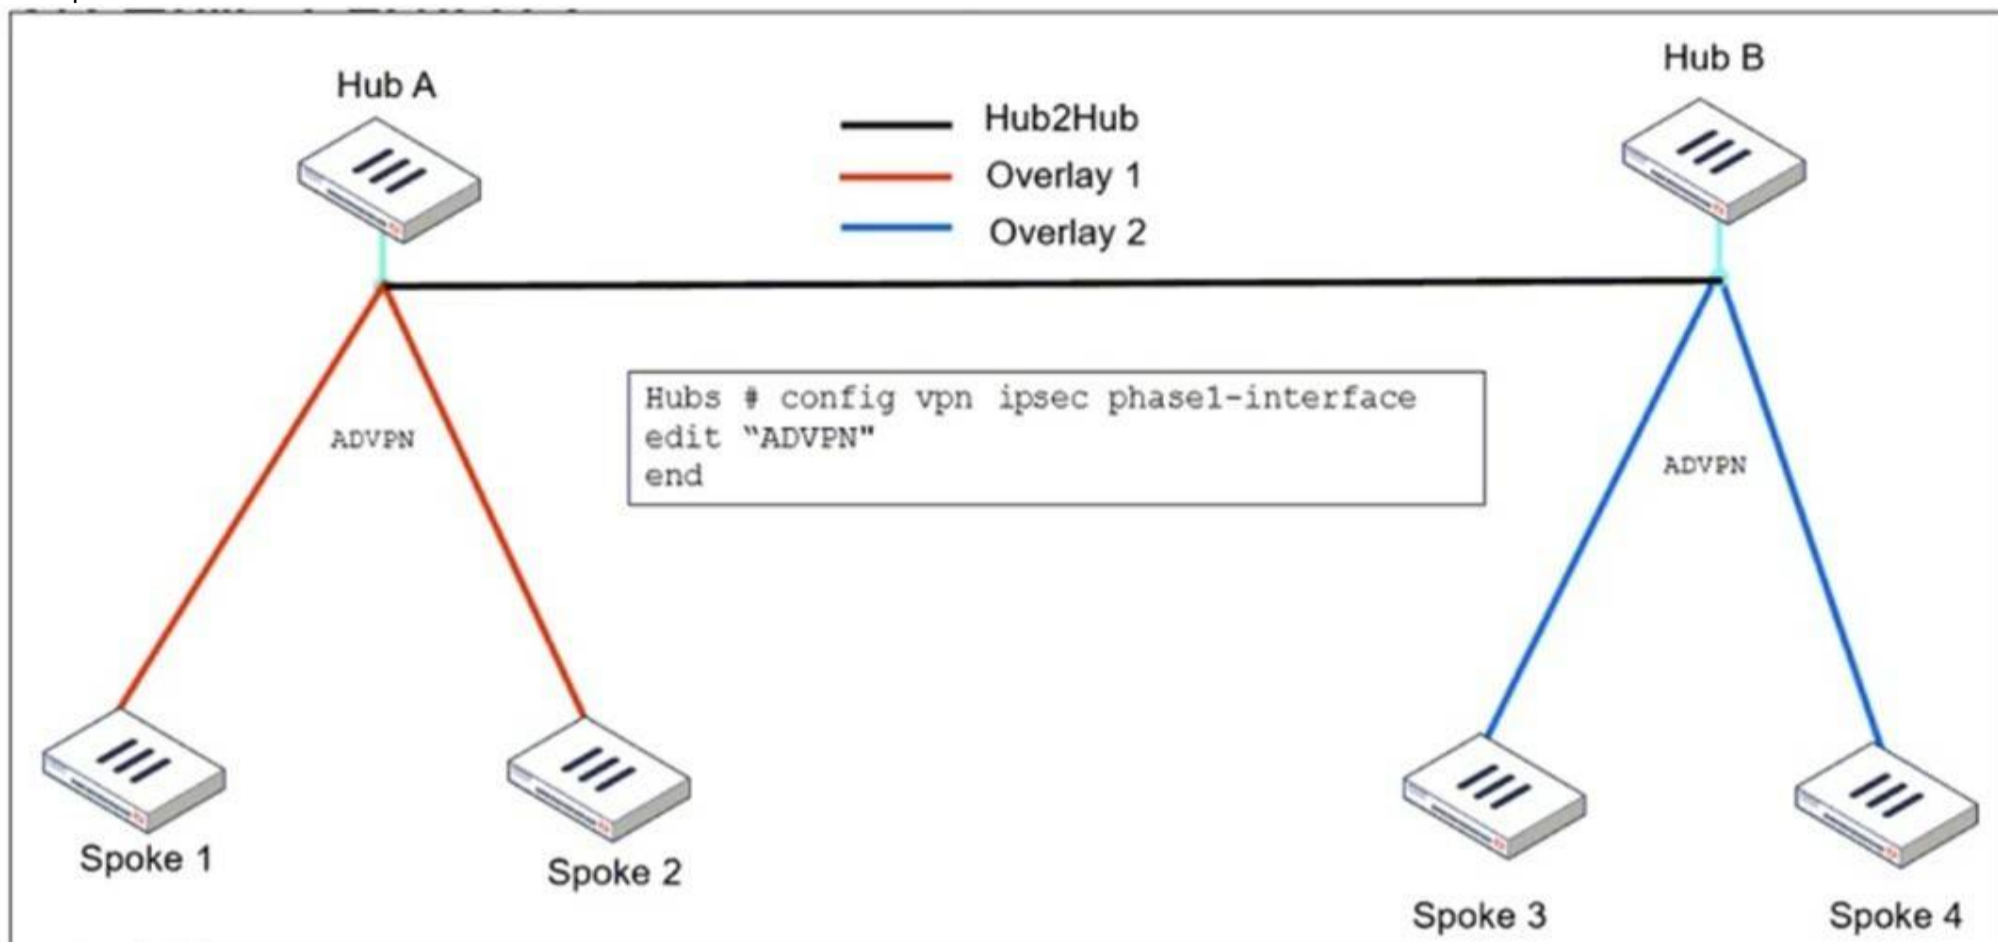 Hub A
Hub B
Hub2Hub
Overlay 1
Overlay 2
Hubs # config vpn ipsec phase1-interface
edit “ADVPN"
end
ADVPN
ADVPN
Spoke 1
Spoke 2
Spoke 3
Spoke 4